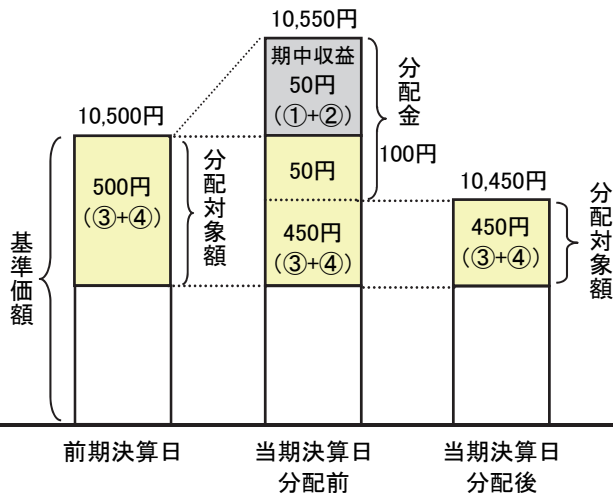 10,550円
期中収益
50円
(①+②)
分配金
100円
10,500円
500円
(③+④)
分配対象額
50円
450円
(③+④)
10,450円
450円
(③+④)
分配対象額
基準価額
前期決算日
当期決算日
分配前
当期決算日
分配後